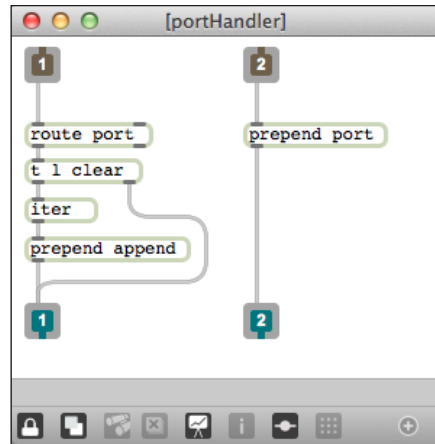 [portHandler]
1
2
route port
prepend port
t l clear
iter
prepend append
1
2